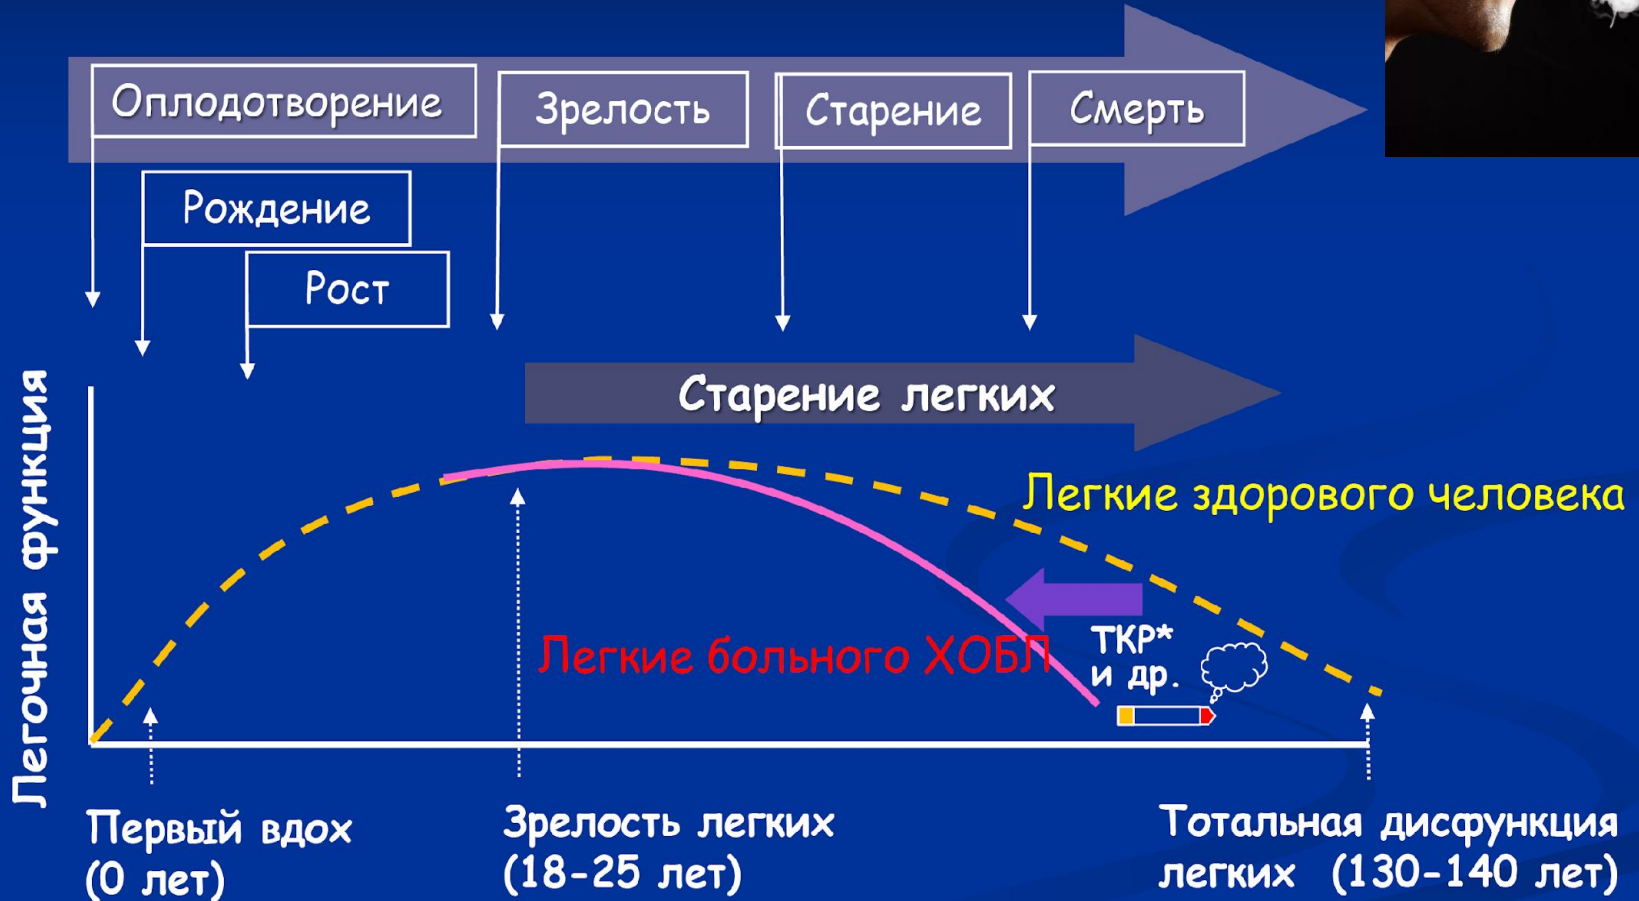 Оплодотворение
Зрелость
Старение
Смерть
Рождение
Рост
Старение легких
Легочная функция
Легкие здорового человека
Легкие больного ХОБЛ
ТКР*
и др.
Первый вдох
(0 лет)
Зрелость легких
(18-25 лет)
Тотальная дисфункция
легких (130-140 лет)